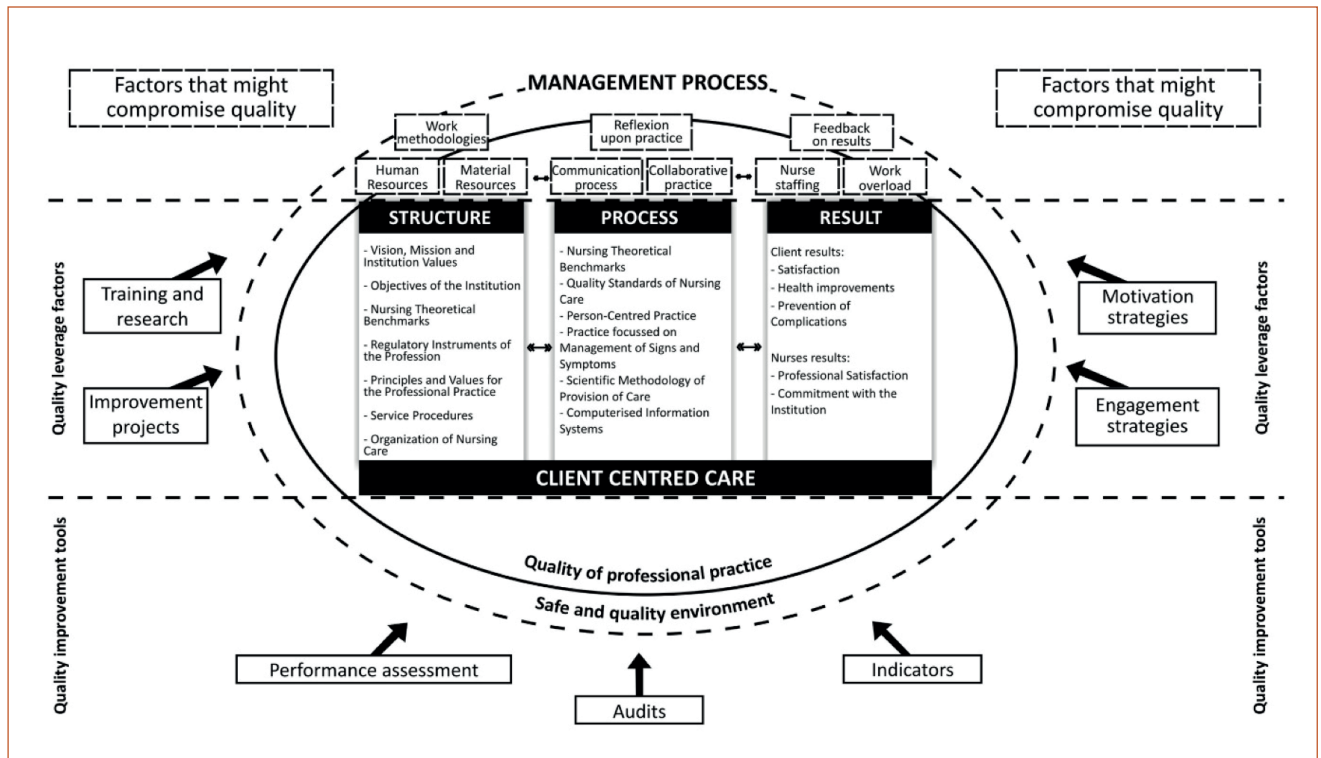 Factors that might
compromise quality
MANAGEMENT PROCESS
Factors that might
compromise quality
Work
methodologies
Reflexion
upon practice
Feedback
on results
Human
Resources
Material
Resources
Communication
process
Collaborative
practice
Nurse
staffing
Work
overload
Quality leverage factors
Training and
research
Improvement
projects
STRUCTURE
- Vision, Mission and
Institution Values
- Objectives of the Institution
- Nursing Theoretical
Benchmarks
- Regulatory Instruments of
the Profession
- Principles and Values for
the Professional Practice
- Service Procedures
- Organization of Nursing
Care
PROCESS
- Nursing Theoretical
Benchmarks
- Quality Standards of Nursing
Care
- Person-Centred Practice
- Practice focussed on
Management of Signs and
Symptoms
- Scientific Methodology of
Provision of Care
- Computerised Information
Systems
RESULT
Client results:
- Satisfaction
- Health improvements
- Prevention of
Complications
Nurses results:
- Professional Satisfaction
- Commitment with the
Institution
Motivation
strategies
Engagement
strategies
Quality leverage factors
CLIENT CENTRED CARE
Quality improvement tools
Quality of professional practice
Safe and quality environment
Performance assessment
Audits
Indicators
Quality improvement tools